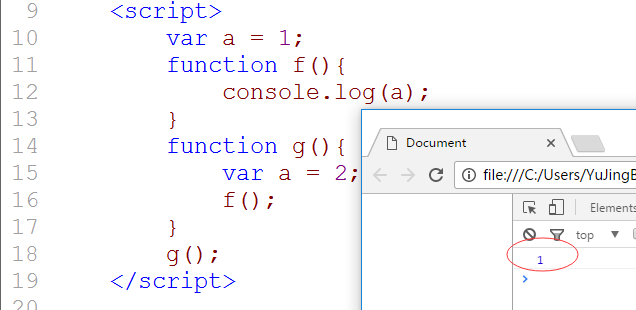 9 <script>
10 var a = 1;
11 function f(){
12 console.log(a);
13 }
14 function g(){
15 var a = 2;
16 f();
17 }
18 g();
19 </script>
20
Document
file:///C:/Users/YuJingB
Elements
top
1